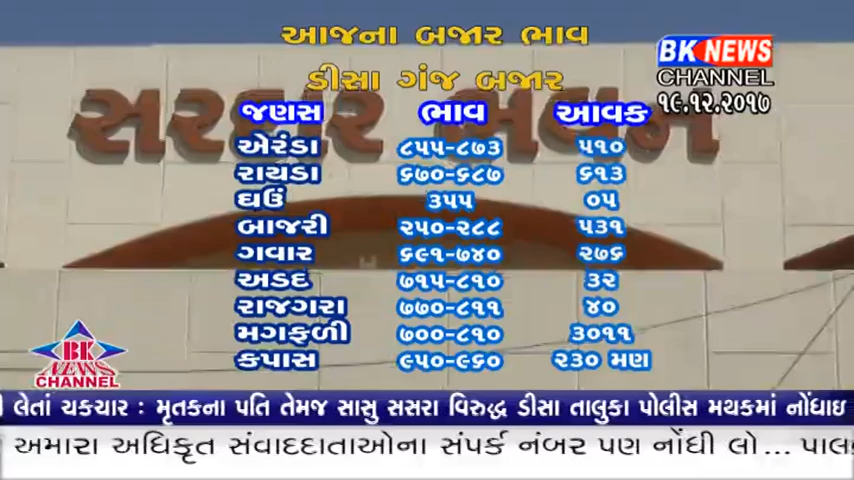 આજના બજાર ભાવ
ડીસા ગંજ બજાર
BK NEWS
CHANNEL
૧૯.૧૨.૨૦૧૭
સરદાર ભવન
જણસ ભાવ આવક
એરંડા ૮૫૫-૮૭૩ ૫૧૦
રાયડા ૬૭૦-૬૮૭ ૬૧૩
ઘઉં ૩૫૫ ૦૫
બાજરી ૨૫૦-૨૮૮ ૫૩૧
ગવાર ૬૯૧-૭૪૦ ૨૭૬
અડદ ૭૧૫-૮૧૦ ૩૨
રાજગરા ૭૭૦-૮૧૧ ૪૦
મગફળી ૭૦૦-૮૧૦ ૩૦૧૧
કપાસ ૯૫૦-૯૬૦ ૨૩૦ મણ
BK
NEWS
CHANNEL
લેતાં ચકચાર : મૃતકના પતિ તેમજ સાસુ સસરા વિરુદ્ધ ડીસા તાલુકા પોલીસ મથકમાં નોંધાઇ
અમારા અધિકૃત સંવાદદાતાઓના સંપર્ક નંબર પણ નોંધી લો... પાલ